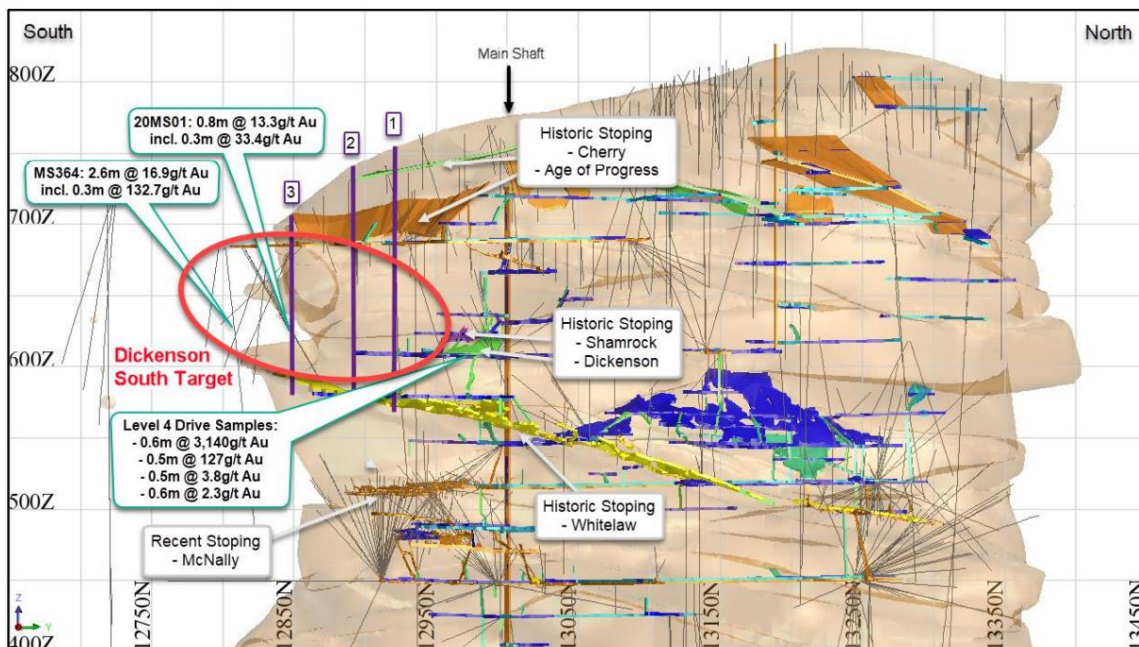 South
North
Main Shaft
800Z
700Z
600Z
500Z
400Z
20MS01: 0.8m @ 13.3g/t Au
incl. 0.3m @ 33.4g/t Au
MS364: 2.6m @ 16.9g/t Au
incl. 0.3m @ 132.7g/t Au
1
2
3
Historic Stoping
- Cherry
- Age of Progress
Historic Stoping
- Shamrock
- Dickenson
Dickenson
South Target
Level 4 Drive Samples:
- 0.6m @ 3,140g/t Au
- 0.5m @ 127g/t Au
- 0.5m @ 3.8g/t Au
- 0.6m @ 2.3g/t Au
Historic Stoping
- Whitelaw
Recent Stoping
- McNally
12750N
12850N
12950N
13050N
13150N
13250N
13350N
13450N
Z
Y